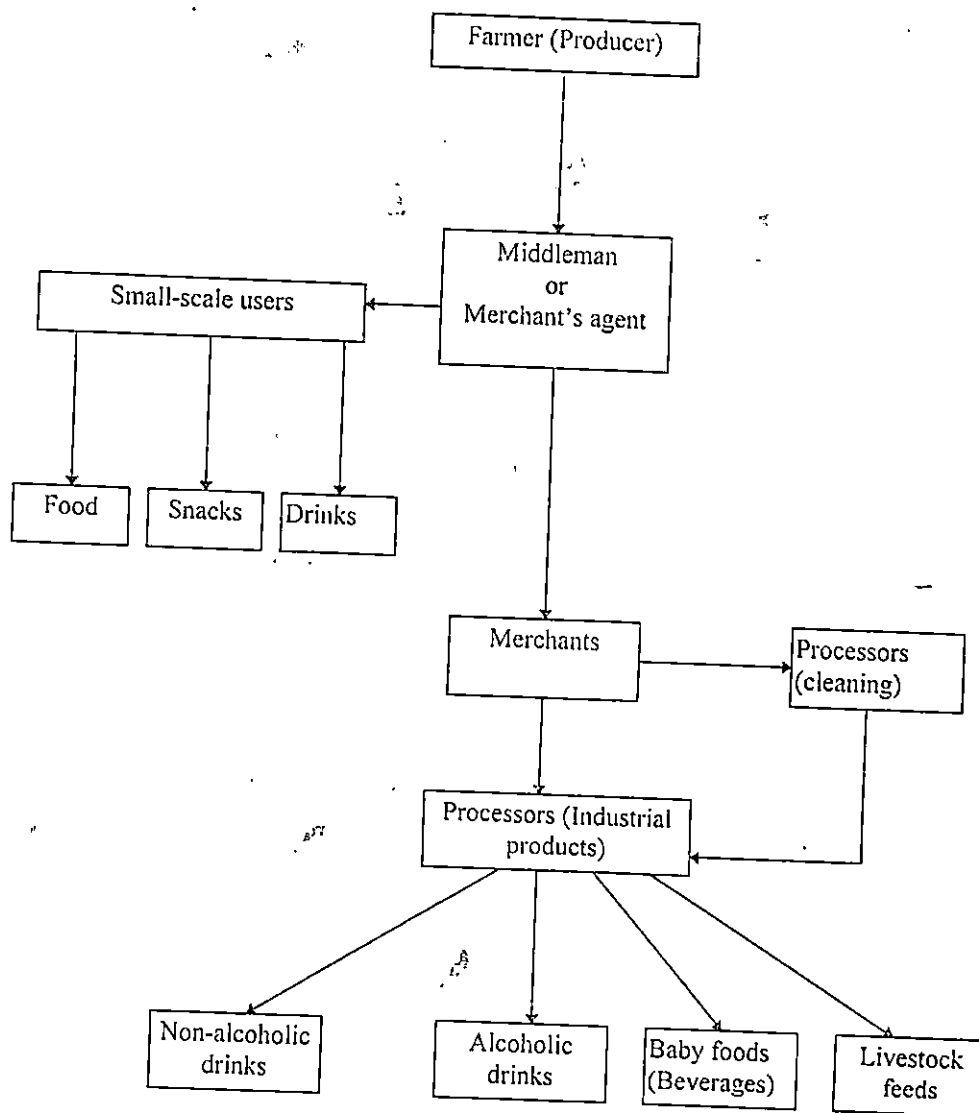 Farmer (Producer)
Middleman
or
Merchant's agent
Small-scale users
Food
Snacks
Drinks
Merchants
Processors
(cleaning)
Processors (Industrial
products)
Non-alcoholic
drinks
Alcoholic
drinks
Baby foods
(Beverages)
Livestock
feeds